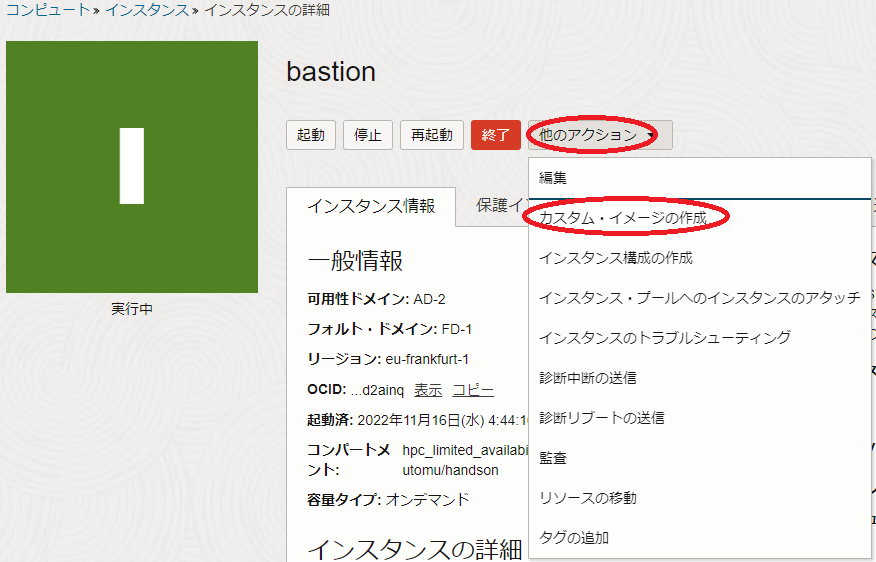 コンピュート » インスタンス » インスタンスの詳細
bastion
起動 停止 再起動 終了 他のアクション
編集
カスタム・イメージの作成
インスタンス構成の作成
インスタンス・プールへのインスタンスのアタッチ
インスタンスのトラブルシューティング
診断中断の送信
診断リブートの送信
監査
リソースの移動
タグの追加
実行中
インスタンス情報 保護イ
一般情報
可用性ドメイン: AD-2
フォルト・ドメイン: FD-1
リージョン: eu-frankfurt-1
OCID: ...d2ainq 表示 コピー
起動済: 2022年11月16日(水) 4:44:1
コンパートメント: hpc_limited_availabi
utomu/handson
容量タイプ: オンデマンド
インスタンスの詳細